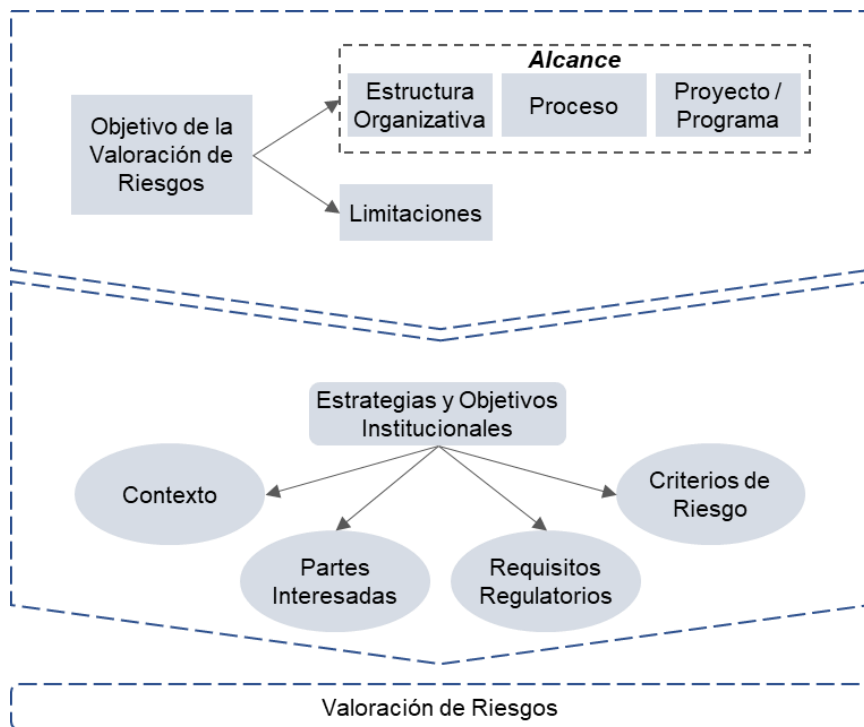 Alcance
Estructura
Organizativa
Proceso
Proyecto /
Programa
Objetivo de la
Valoración de
Riesgos
Limitaciones
Estrategias y Objetivos
Institucionales
Contexto
Criterios de
Riesgo
Partes
Interesadas
Requisitos
Regulatorios
Valoración de Riesgos